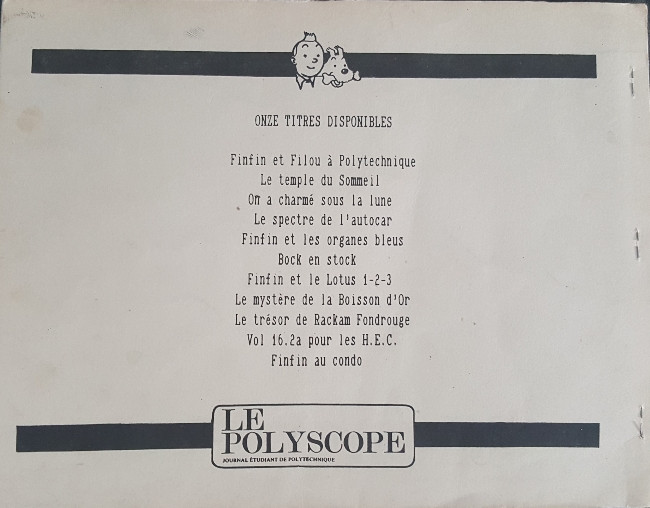 ONZE TITRES DISPONIBLES
Finfin et Filou à Polytechnique
Le temple du Sommeil
On a charmé sous la lune
Le spectre de l'autocar
Finfin et les organes bleus
Bock en stock
Finfin et le Lotus 1-2-3
Le mystère de la Boisson d'Or
Le trésor de Rackam Fondrouge
Vol 16.2a pour les H.E.C.
Finfin au condo
LE
POLYSCOPE
JOURNAL ÉTUDIANT DE POLYTECHNIQUE